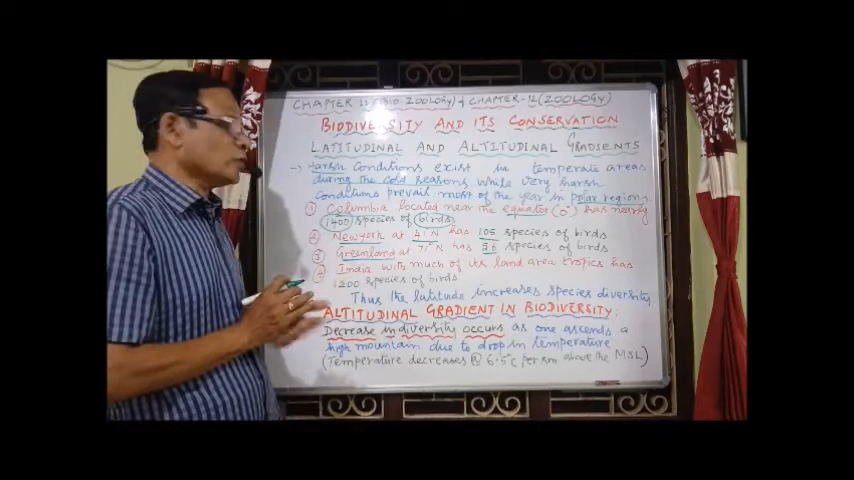 CHAPTER 13 (BIO-ZOOLOGY) & CHAPTER-12 (ZOOLOGY)
BIODIVERSITY AND ITS CONSERVATION
LATITUDINAL AND ALTITUDINAL GRADIENTS
→ Harsh Conditions exist in temperate areas
during the cold seasons while very harsh
conditions prevail most of the year in polar regions.
① Columbia located near the equator (0°) has nearly
1400 species of birds
② Newyork at 41°N has 105 species of birds
③ Greenland at 71°N has 56 species of birds
④ India with much of its land area tropics has
1200 species of birds.
Thus the latitude increases species diversity.
ALTITUDINAL GRADIENT IN BIODIVERSITY:
Decrease in diversity occurs as one ascends a
high mountain due to drop in temperature
(Temperature decreases @ 6.5°C per km above the MSL)